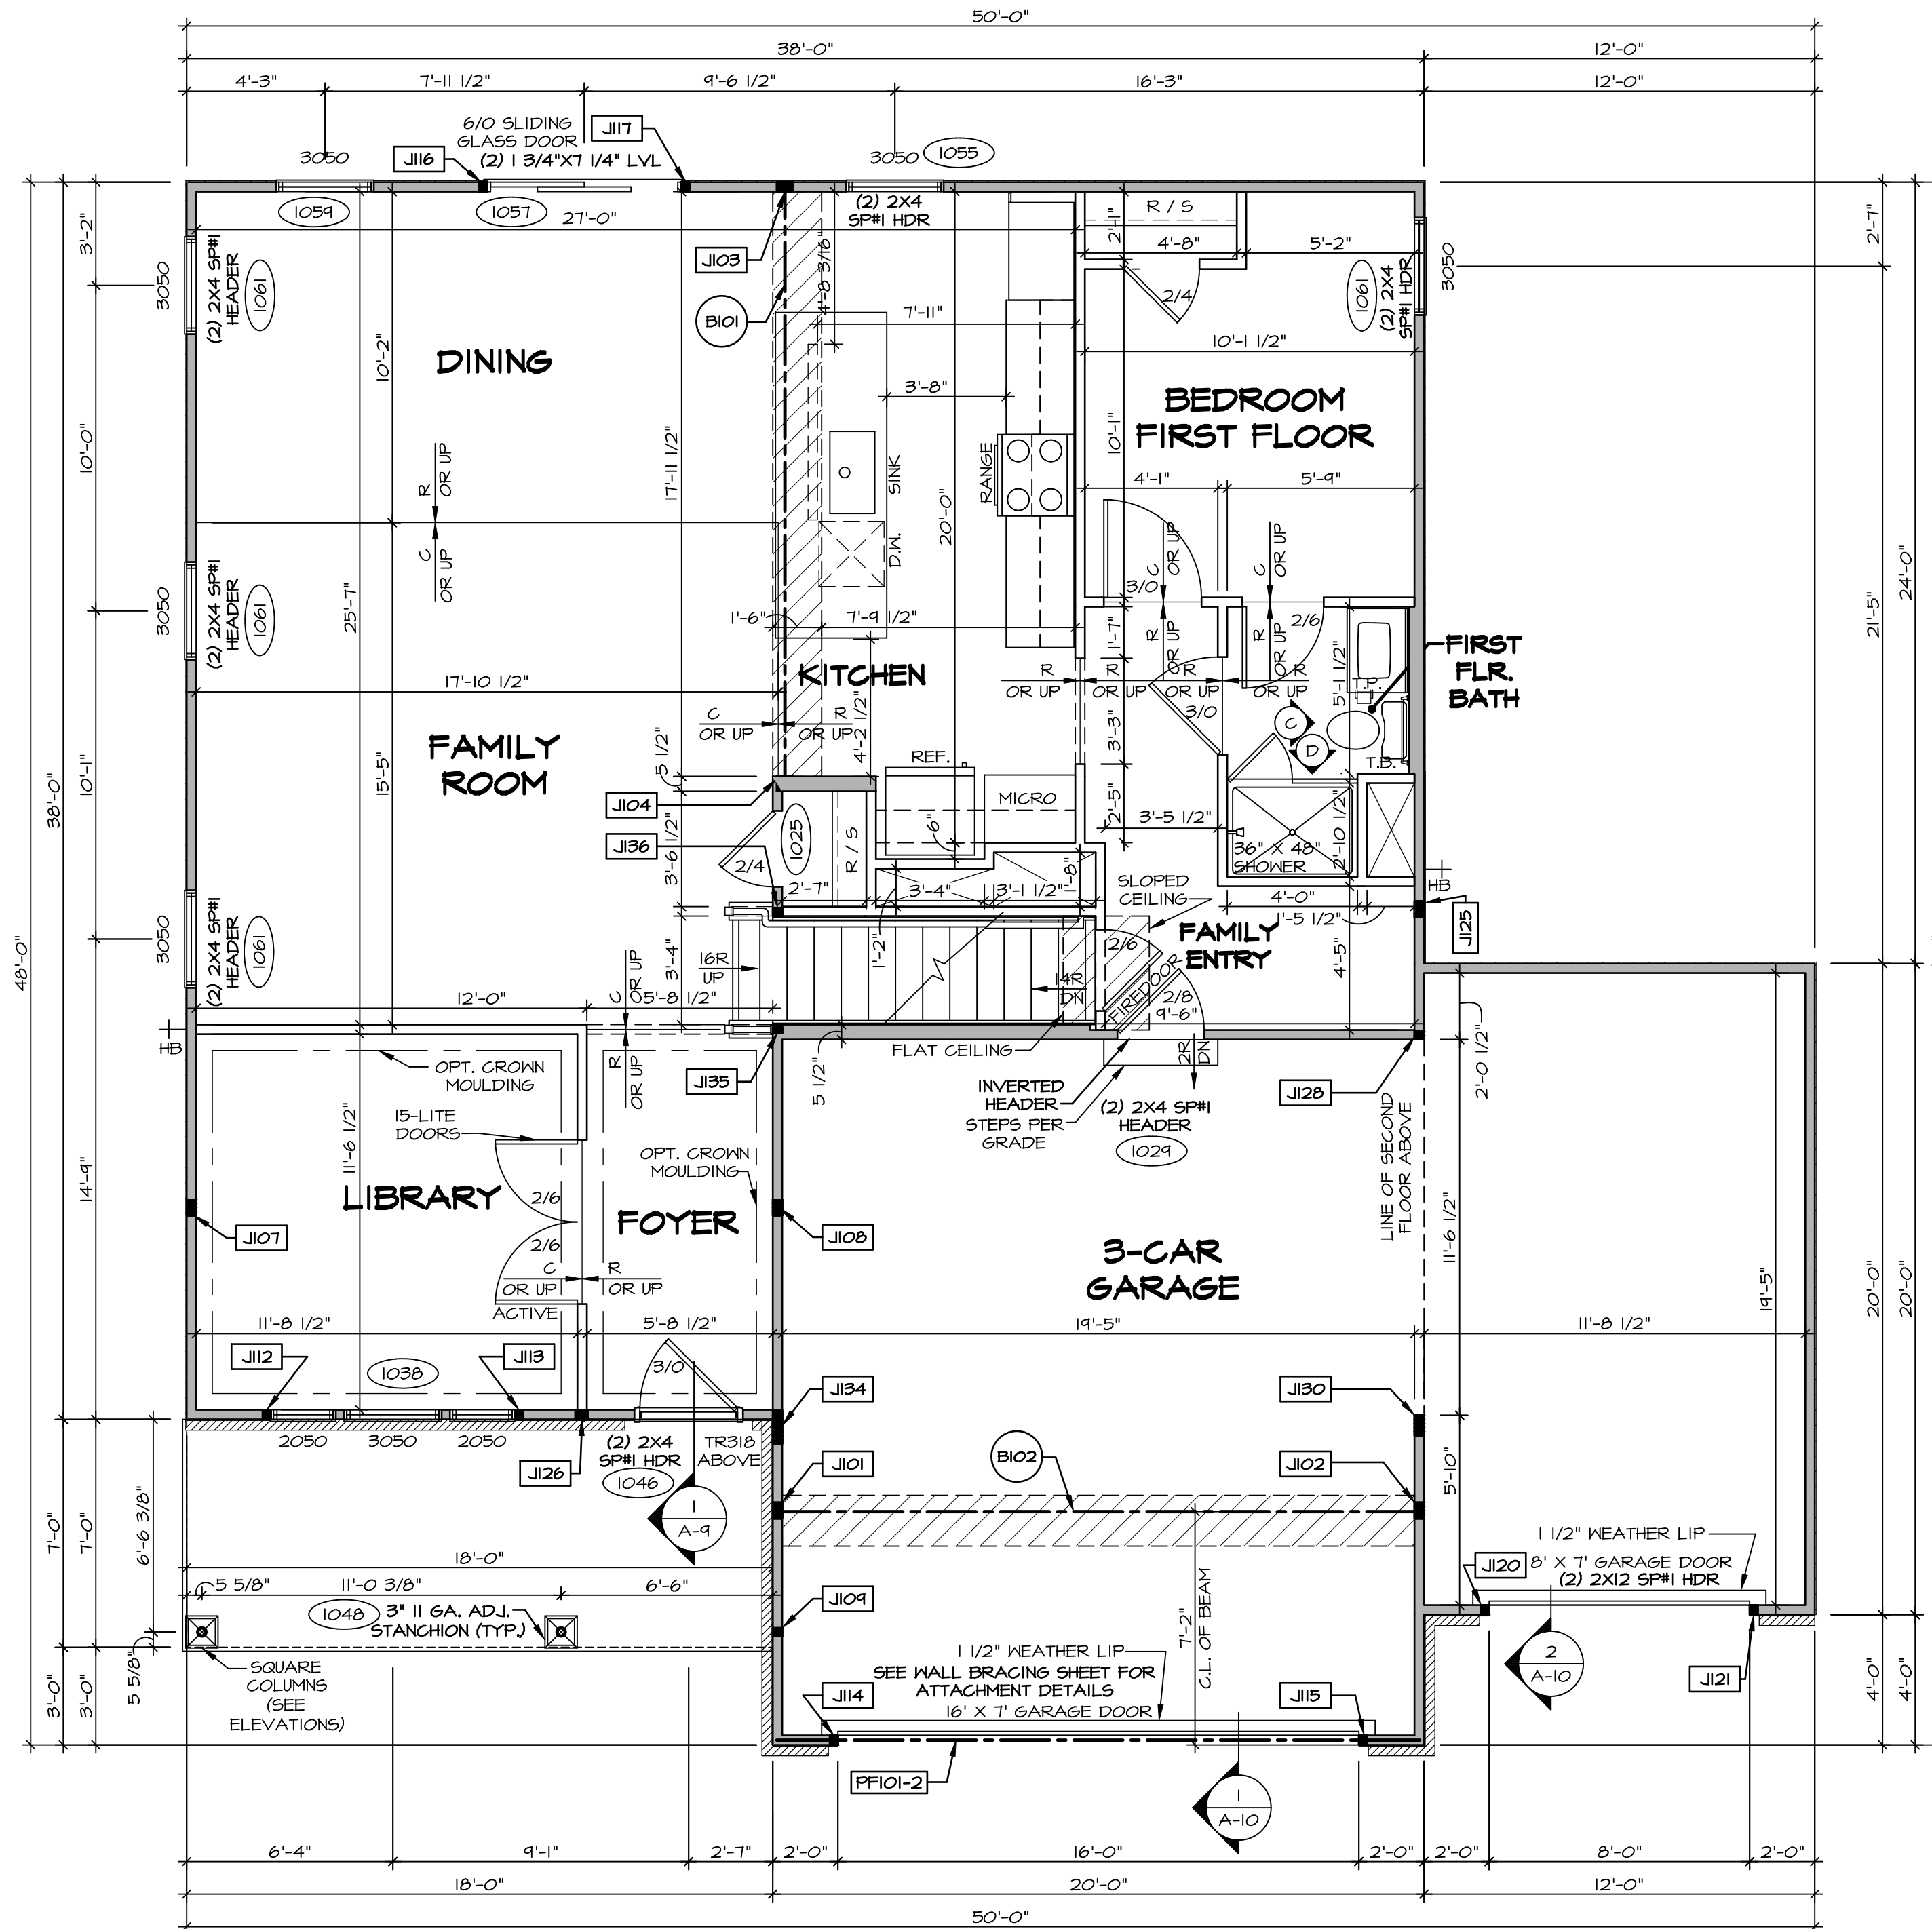 50'-0"
38'-0"
12'-0"
4'-3"
7'-11 1/2"
9'-6 1/2"
16'-3"
12'-0"
6/0 SLIDING
GLASS DOOR
(2) 1 3/4"X7 1/4" LVL
J117
J116
3050
3050
1055
1059
1057
27'-0"
(2) 2X4
SP#1 HDR
R / S
2'-1"
4'-8"
5'-2"
3050
2'-7"
3'-2"
3050
(2) 2X4 SP#1
HEADER
1061
J103
B101
4'-8 3/16"
7'-11"
2/4
1061
(2) 2X4
SP#1 HDR
10'-1 1/2"
DINING
10'-2"
3'-8"
BEDROOM
FIRST FLOOR
10'-0"
R
OR UP
17'-11 1/2"
SINK
RANGE
10'-1"
4'-1"
5'-9"
20'-0"
C
OR UP
D.W.
C
OR UP
C
OR UP
24'-0"
3/0
25'-7"
3050
(2) 2X4 SP#1
HEADER
1061
1'-6"
7'-9 1/2"
1'-7"
R
OR UP
R
OR UP
2/6
21'-5"
FIRST
FLR.
BATH
KITCHEN
R
OR UP
R
OR UP
R
OR UP
R
OR UP
5'-1 1/2"
T.P.
17'-10 1/2"
C
OR UP
R
OR UP
4'-2 1/2"
3/0
3'-3"
C
D
FAMILY
ROOM
15'-5"
5 1/2"
REF.
T.B.
38'-0"
10'-1"
J104
1025
MICRO
2'-5"
3'-5 1/2"
2'-10 1/2"
J136
3'-6 1/2"
2/4
R / S
6"
36" X 48"
SHOWER
2'-7"
3'-4"
3'-1 1/2"
1'-8"
SLOPED
CEILING
4'-0"
1'-5 1/2"
HB
J125
48'-0"
3050
(2) 2X4 SP#1
HEADER
1061
C
OR UP
3'-4"
16R
UP
1'-2"
14R
DN
2/6
FIREDOOR
FAMILY
ENTRY
4'-5"
12'-0"
5'-8 1/2"
2/8
9'-6"
HB
R
OR UP
5 1/2"
FLAT CEILING
2R
DN
2'-0 1/2"
OPT. CROWN
MOULDING
J135
INVERTED
HEADER
STEPS PER
GRADE
(2) 2X4 SP#1
HEADER
1029
J128
LINE OF SECOND
FLOOR ABOVE
15-LITE
DOORS
11'-6 1/2"
OPT. CROWN
MOULDING
14'-9"
LIBRARY
2/6
FOYER
J107
J108
2/6
3-CAR
GARAGE
11'-6 1/2"
C
OR UP
R
OR UP
ACTIVE
19'-5"
20'-0"
20'-0"
11'-8 1/2"
5'-8 1/2"
19'-5"
11'-8 1/2"
J112
1038
J113
3/0
J134
J130
2050
3050
2050
(2) 2X4
SP#1 HDR
1046
TR318
ABOVE
J126
J101
B102
J102
5'-10"
1
A-9
7'-0"
7'-0"
6'-6 3/8"
1 1/2" WEATHER LIP
J120
8' X 7' GARAGE DOOR
(2) 2X12 SP#1 HDR
18'-0"
5 5/8"
11'-0 3/8"
6'-6"
1048
3" 11 GA. ADJ.
STANCHION (TYP.)
J109
7'-2"
C.L. OF BEAM
2
A-10
J121
5 5/8"
SQUARE
COLUMNS
(SEE
ELEVATIONS)
1 1/2" WEATHER LIP
SEE WALL BRACING SHEET FOR
ATTACHMENT DETAILS
16' X 7' GARAGE DOOR
J114
J115
3'-0"
3'-0"
4'-0"
4'-0"
PF101-2
1
A-10
6'-4"
9'-1"
2'-7"
2'-0"
16'-0"
2'-0"
2'-0"
8'-0"
2'-0"
18'-0"
20'-0"
12'-0"
50'-0"